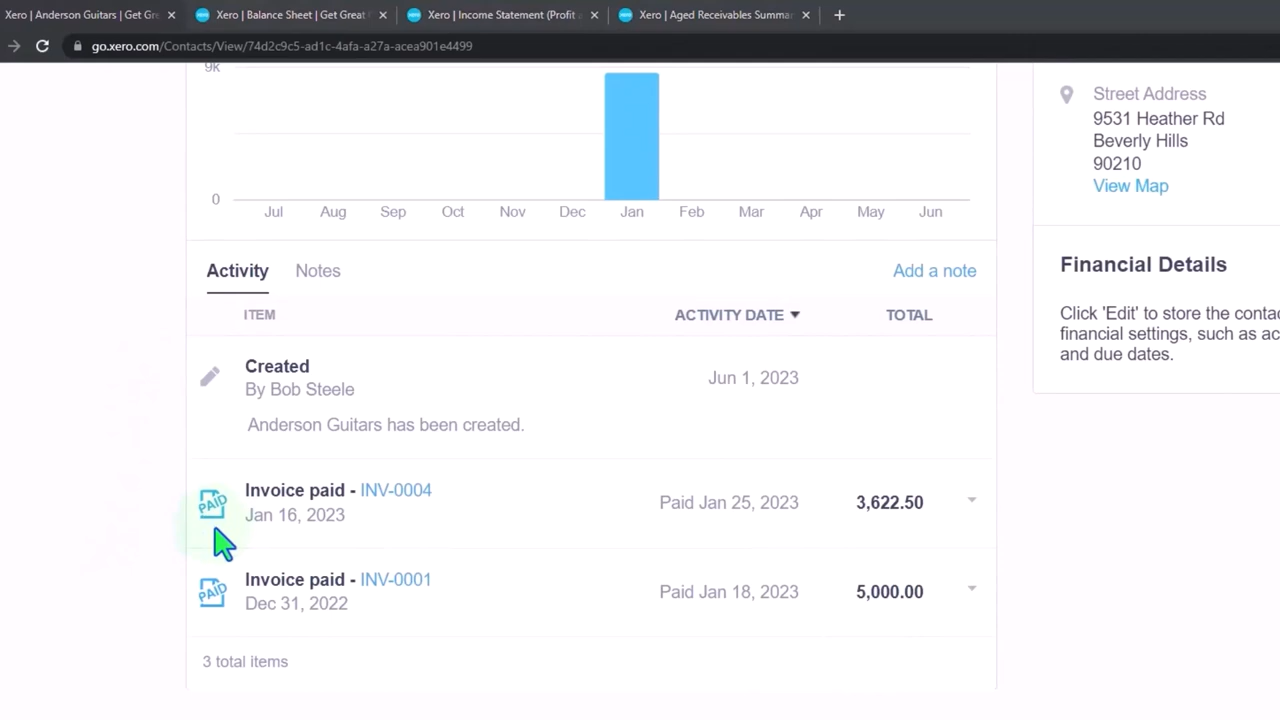 Xero | Anderson Guitars | Get Gre
Xero | Balance Sheet | Get Great
Xero | Income Statement (Profit a
Xero | Aged Receivables Summar
go.xero.com/Contacts/View/74d2c9c5-ad1c-4afa-a27a-acea901e4499
9k
0
Jul Aug Sep Oct Nov Dec Jan Feb Mar Apr May Jun
Activity Notes Add a note
ITEM ACTIVITY DATE TOTAL
Created
By Bob Steele
Jun 1, 2023
Anderson Guitars has been created.
PAID
Invoice paid - INV-0004
Jan 16, 2023
Paid Jan 25, 2023 3,622.50
PAID
Invoice paid - INV-0001
Dec 31, 2022
Paid Jan 18, 2023 5,000.00
3 total items
Street Address
9531 Heather Rd
Beverly Hills
90210
View Map
Financial Details
Click 'Edit' to store the conta
financial settings, such as ac
and due dates.